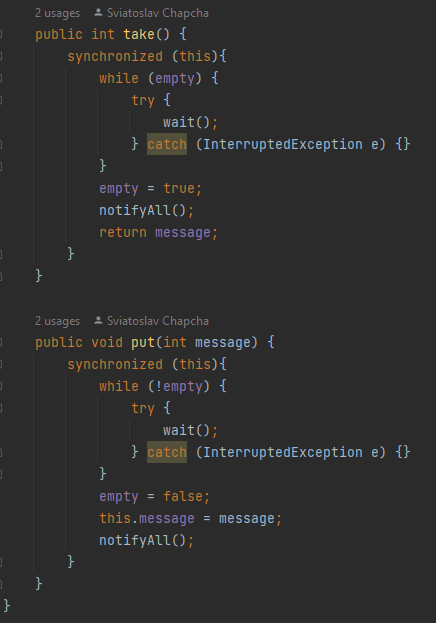 2 usages Sviatoslav Chapcha
public int take() {
synchronized (this){
while (empty) {
try {
wait();
} catch (InterruptedException e) {}
}
empty = true;
notifyAll();
return message;
}
}
2 usages Sviatoslav Chapcha
public void put(int message) {
synchronized (this){
while (!empty) {
try {
wait();
} catch (InterruptedException e) {}
}
empty = false;
this.message = message;
notifyAll();
}
}
}